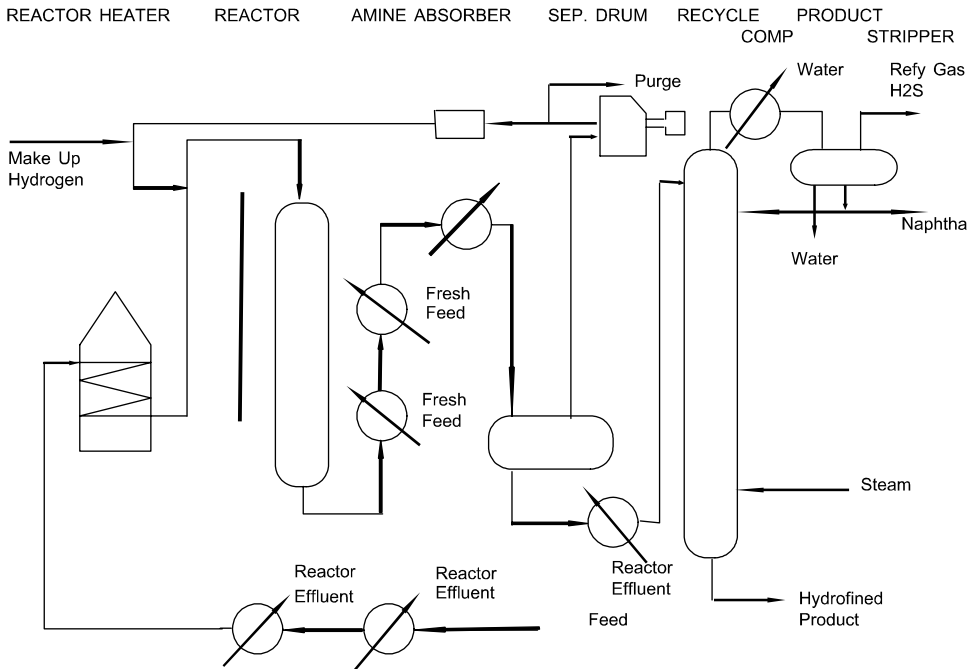 REACTOR HEATER REACTOR AMINE ABSORBER SEP. DRUM RECYCLE PRODUCT
COMP STRIPPER
Water
Refy Gas
H2S
Purge
Make Up
Hydrogen
Naphtha
Water
Fresh
Feed
Fresh
Feed
Steam
Reactor
Effluent
Reactor
Effluent
Reactor
Effluent
Feed
Hydrofined
Product